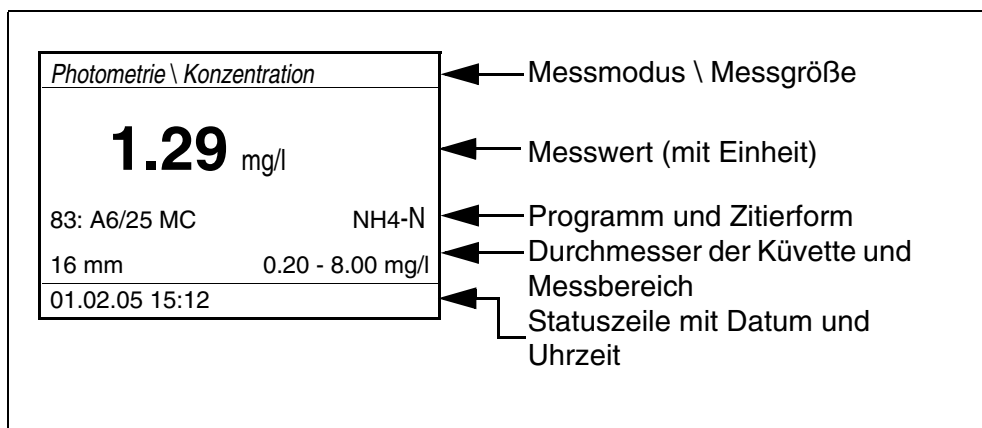 Photometrie \ Konzentration
Messmodus \ Messgröße
1.29 mg/l
Messwert (mit Einheit)
83: A6/25 MC NH4-N
Programm und Zitierform
16 mm 0.20 - 8.00 mg/l
Durchmesser der Küvette und
Messbereich
01.02.05 15:12
Statuszeile mit Datum und
Uhrzeit